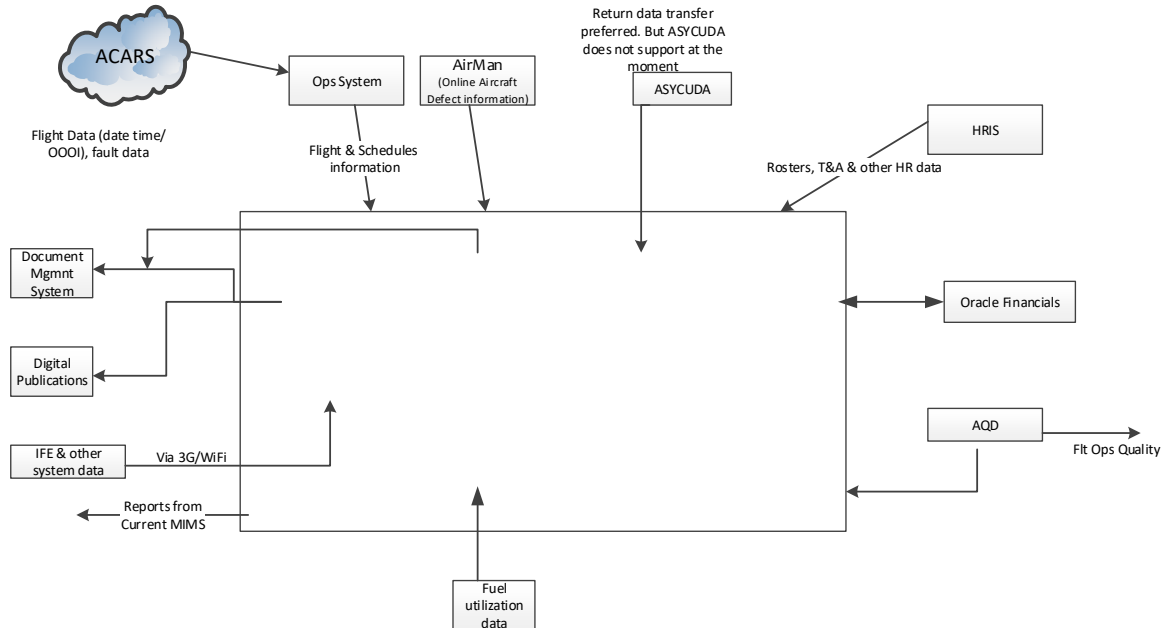 Return data transfer
preferred. But ASYCUDA
does not support at the
moment
ACARS
Ops System
AirMan
(Online Aircraft
Defect information)
ASYCUDA
HRIS
Flight Data (date time/
OOOI), fault data
Flight & Schedules
information
Rosters, T&A & other HR data
Document
Mgmnt
System
Oracle Financials
Digital
Publications
AQD
Flt Ops Quality
IFE & other
system data
Via 3G/WiFi
Reports from
Current MIMS
Fuel
utilization
data